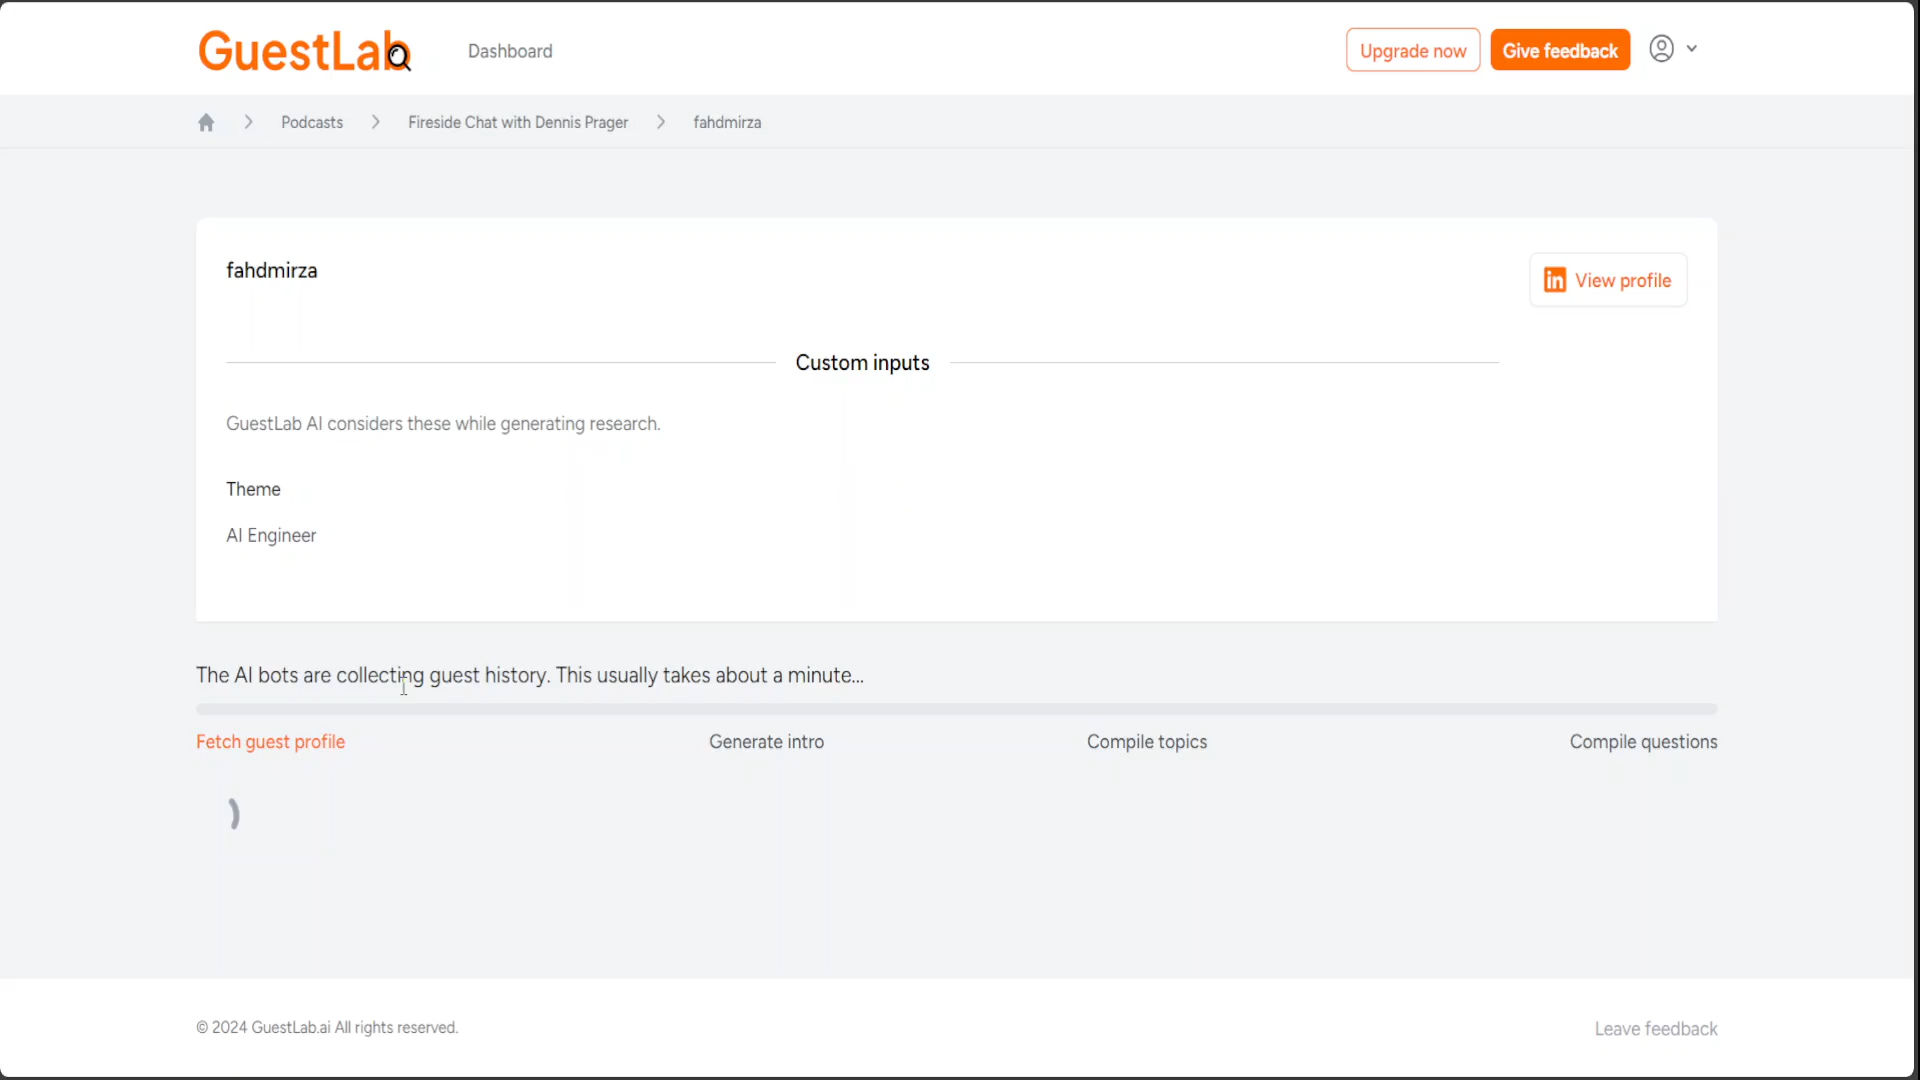 GuestLab Dashboard Upgrade now Give feedback
Podcasts Fireside Chat with Dennis Prager fahdmirza
fahdmirza
in View profile
Custom inputs
GuestLab AI considers these while generating research.
Theme
AI Engineer
The AI bots are collecting guest history. This usually takes about a minute...
Fetch guest profile Generate intro Compile topics Compile questions
© 2024 GuestLab.ai All rights reserved. Leave feedback